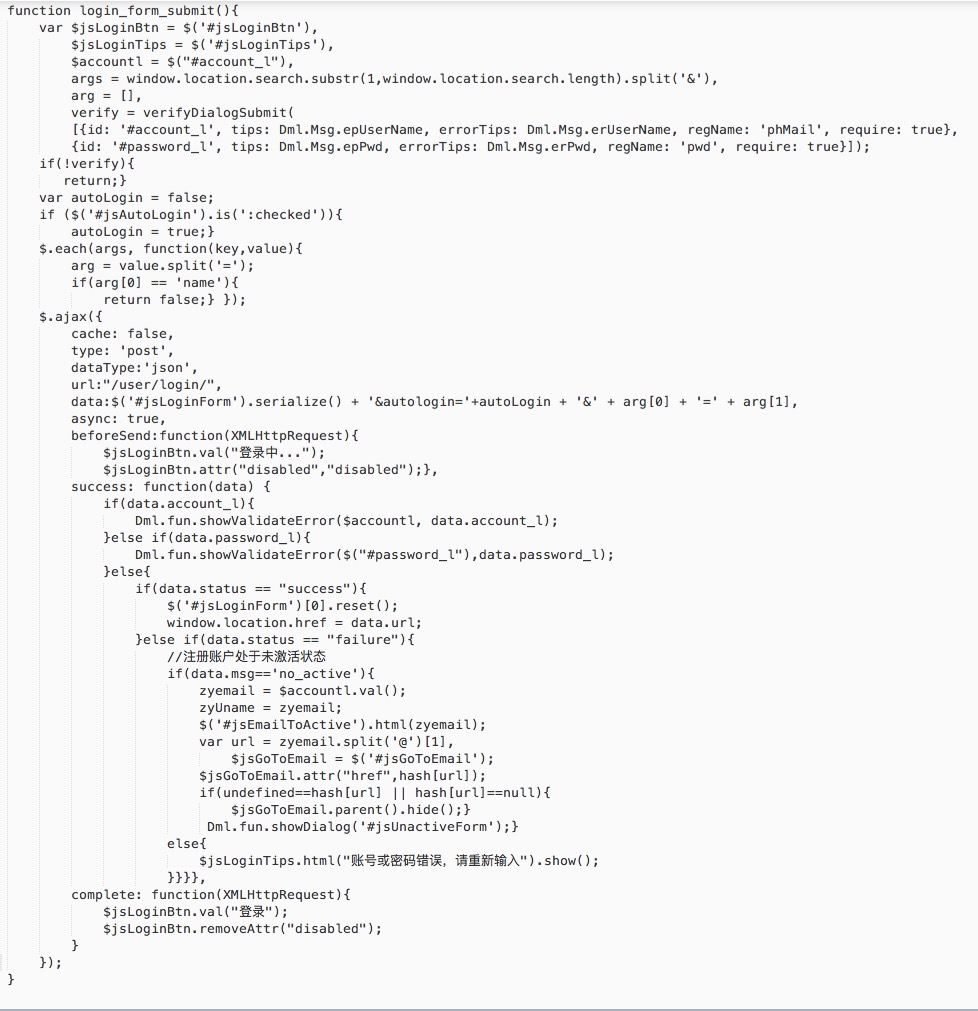 function login_form_submit(){
    var $jsLoginBtn = $('#jsLoginBtn'),
        $jsLoginTips = $('#jsLoginTips'),
        $accountl = $("#account_l"),
        args = window.location.search.substr(1,window.location.search.length).split('&'),
        arg = [],
        verify = verifyDialogSubmit(
        [{id: '#account_l', tips: Dml.Msg.epUserName, errorTips: Dml.Msg.erUserName, regName: 'phMail', require: true},
        {id: '#password_l', tips: Dml.Msg.epPwd, errorTips: Dml.Msg.erPwd, regName: 'pwd', require: true}]);
    if(!verify){
       return;}
    var autoLogin = false;
    if ($('#jsAutoLogin').is(':checked')){
        autoLogin = true;}
    $.each(args, function(key,value){
        arg = value.split('=');
        if(arg[0] == 'name'){
            return false;} });
    $.ajax({
        cache: false,
        type: 'post',
        dataType:'json',
        url:"/user/login/",
        data:$('#jsLoginForm').serialize() + '&autologin='+autoLogin + '&' + arg[0] + '=' + arg[1],
        async: true,
        beforeSend:function(XMLHttpRequest){
            $jsLoginBtn.val("登录中...");
            $jsLoginBtn.attr("disabled","disabled");},
        success: function(data) {
            if(data.account_l){
                Dml.fun.showValidateError($accountl, data.account_l);
            }else if(data.password_l){
                Dml.fun.showValidateError($("#password_l"),data.password_l);
            }else{
                if(data.status == "success"){
                    $('#jsLoginForm')[0].reset();
                    window.location.href = data.url;
                }else if(data.status == "failure"){
                    //注册账户处于未激活状态
                    if(data.msg=='no_active'){
                        zyemail = $accountl.val();
                        zyUname = zyemail;
                        $('#jsEmailToActive').html(zyemail);
                        var url = zyemail.split('@')[1],
                            $jsGoToEmail = $('#jsGoToEmail');
                        $jsGoToEmail.attr("href",hash[url]);
                        if(undefined==hash[url] || hash[url]==null){
                            $jsGoToEmail.parent().hide();}
                         Dml.fun.showDialog('#jsUnactiveForm');}
                    else{
                        $jsLoginTips.html("账号或密码错误，请重新输入").show();
                    }}}},
        complete: function(XMLHttpRequest){
            $jsLoginBtn.val("登录");
            $jsLoginBtn.removeAttr("disabled");
        }
    });
}